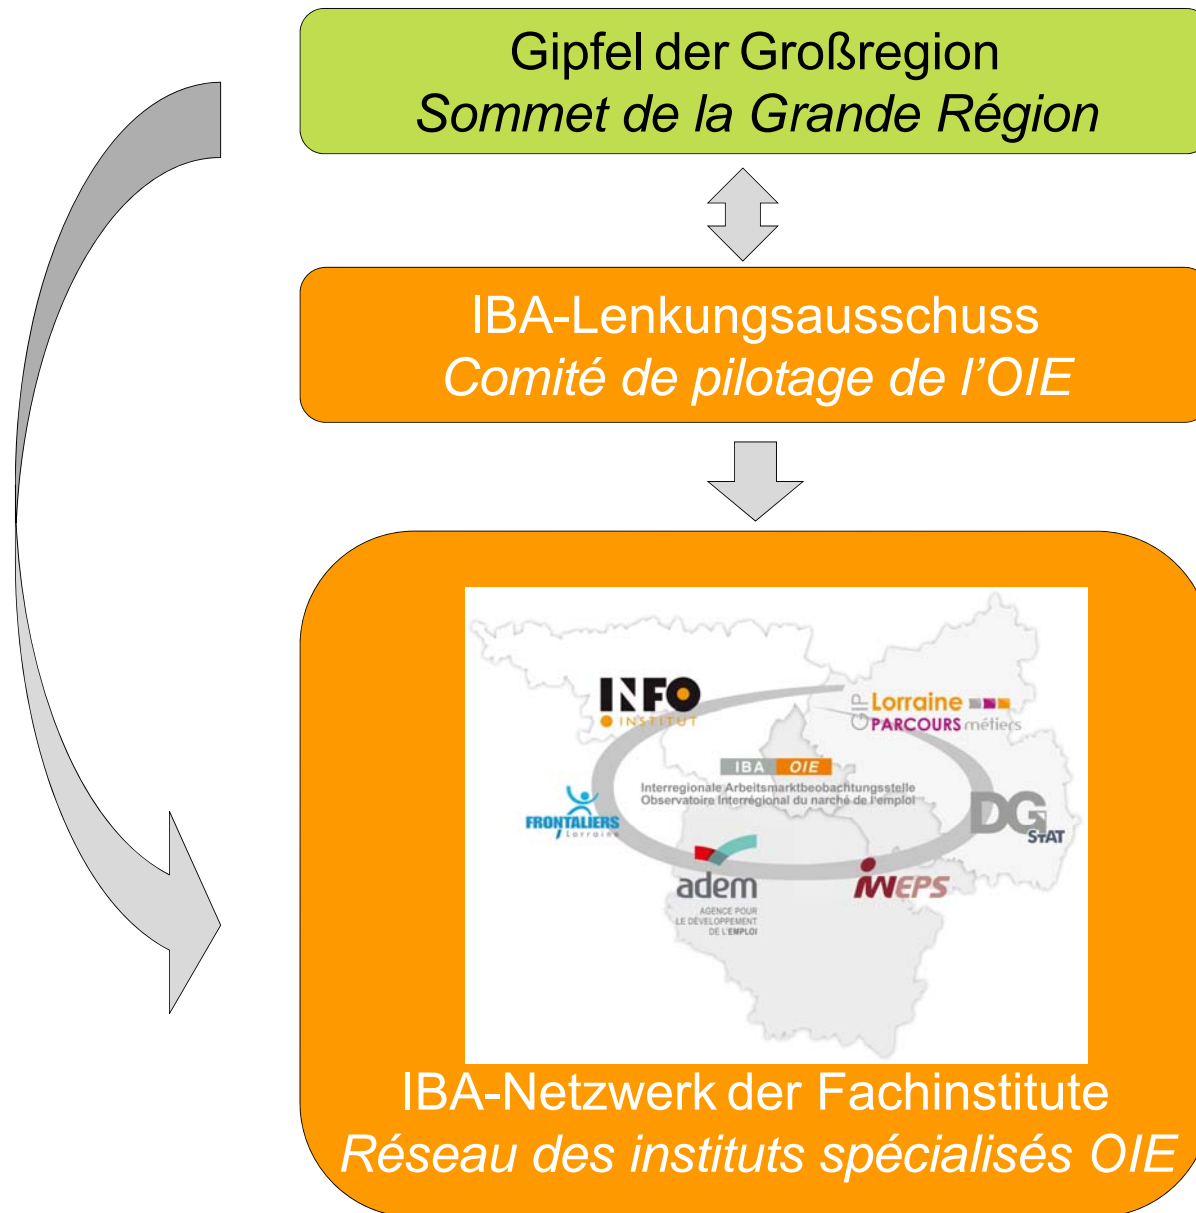 Gipfel der Großregion
Sommet de la Grande Région
IBA-Lenkungsausschuss
Comité de pilotage de l’OIE
INFO
INSTITUT
GIP Lorraine
PARCOURS métiers
IBA OIE
Interregionale Arbeitsmarktbeobachtungsstelle
Observatoire Interrégional du narché de l'emploi
FRONTALIERS
Lorraine
DG
STAT
adem
AGENCE POUR
LE DÉVELOPPEMENT
DE L'EMPLOI
iWEPS
IBA-Netzwerk der Fachinstitute
Réseau des instituts spécialisés OIE